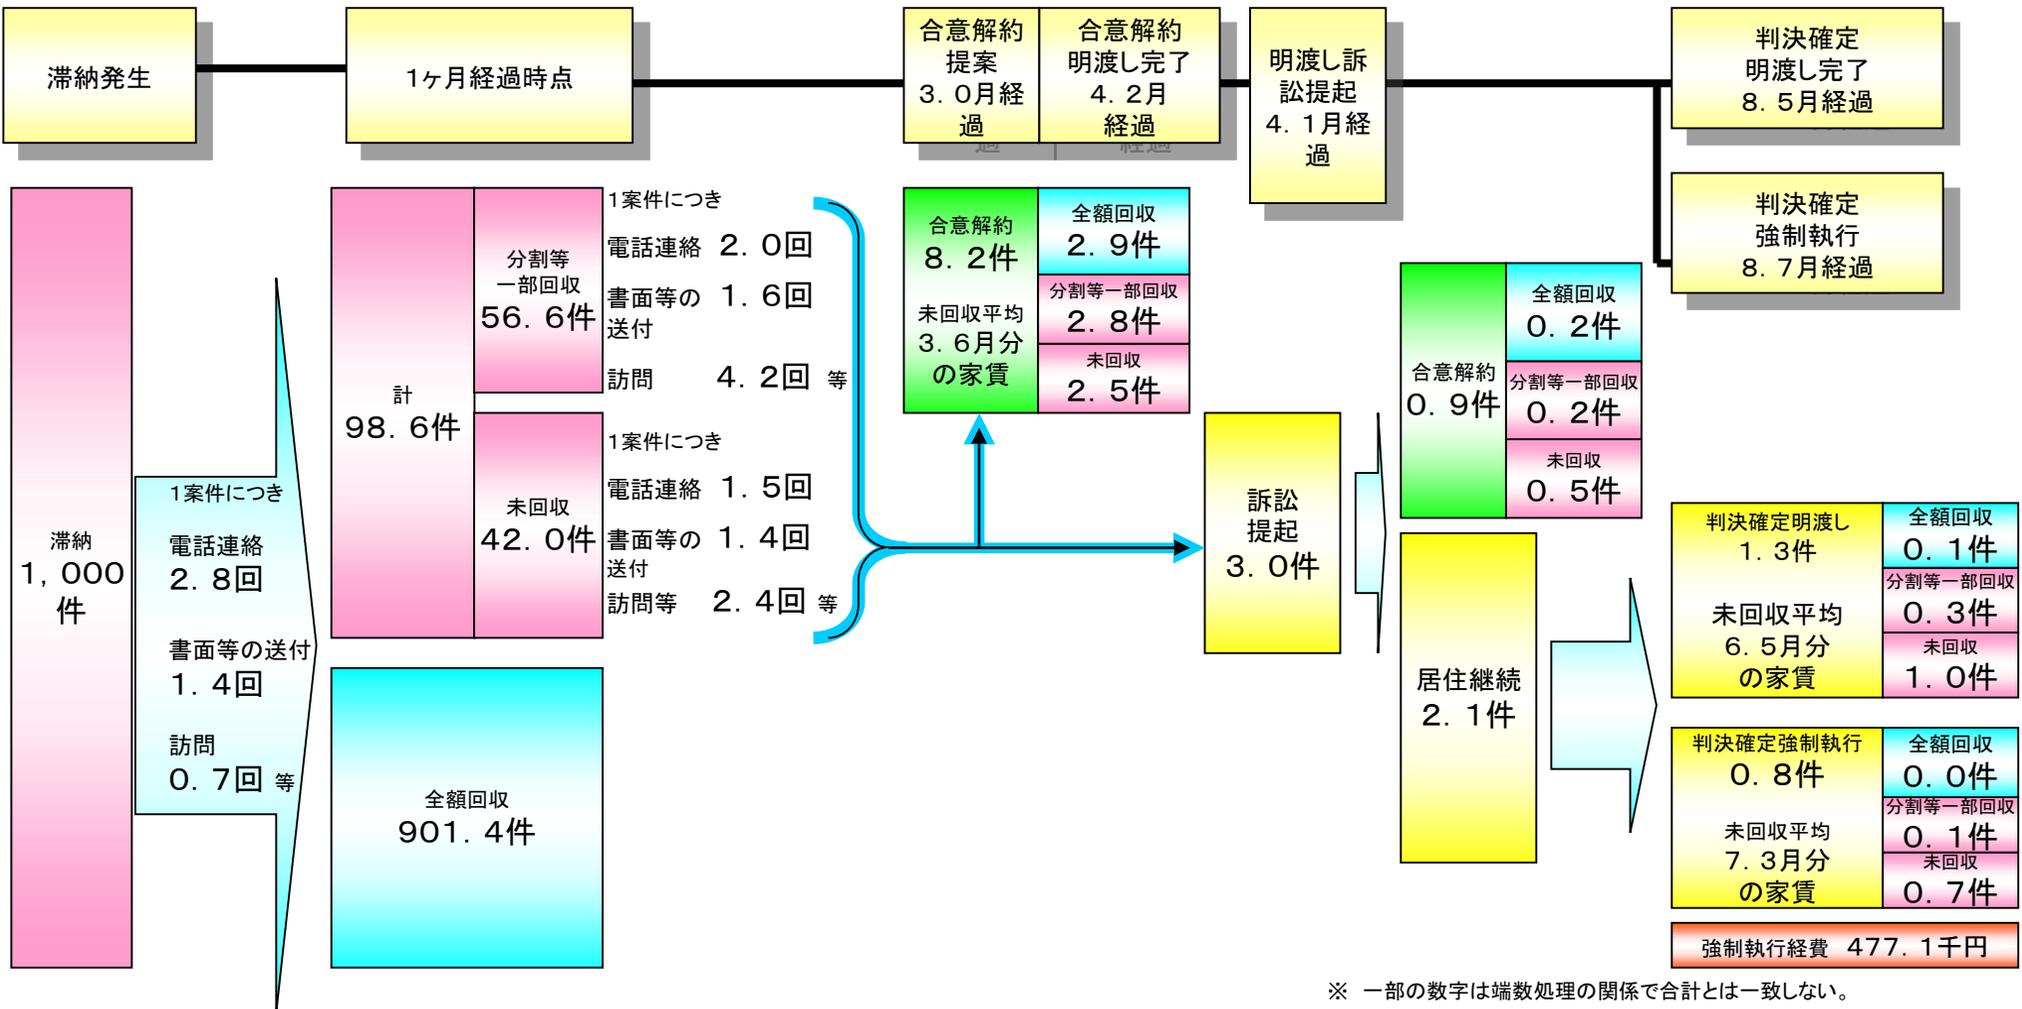 滞納発生
1ヶ月経過時点
合意解約
提案
3．0月経
過
合意解約
明渡し完了
4．2月
経過
明渡し訴
訟提起
4．1月経
過
判決確定
明渡し完了
8．5月経過
判決確定
強制執行
8．7月経過
滞納
1，000
件
1案件につき
電話連絡
2．8回
書面等の送付
1．4回
訪問
0．7回 等
計
98．6件
分割等
一部回収
56．6件
未回収
42．0件
全額回収
901．4件
1案件につき
電話連絡 2．0回
書面等の 1．6回
送付
訪問 4．2回 等
1案件につき
電話連絡 1．5回
書面等の 1．4回
送付
訪問等 2．4回 等
合意解約
8．2件
未回収平均
3．6月分
の家賃
全額回収
2．9件
分割等一部回収
2．8件
未回収
2．5件
訴訟
提起
3．0件
合意解約
0．9件
全額回収
0．2件
分割等一部回収
0．2件
未回収
0．5件
居住継続
2．1件
判決確定明渡し
1．3件
未回収平均
6．5月分
の家賃
全額回収
0．1件
分割等一部回収
0．3件
未回収
1．0件
判決確定強制執行
0．8件
未回収平均
7．3月分
の家賃
全額回収
0．0件
分割等一部回収
0．1件
未回収
0．7件
強制執行経費 477．1千円
※ 一部の数字は端数処理の関係で合計とは一致しない。